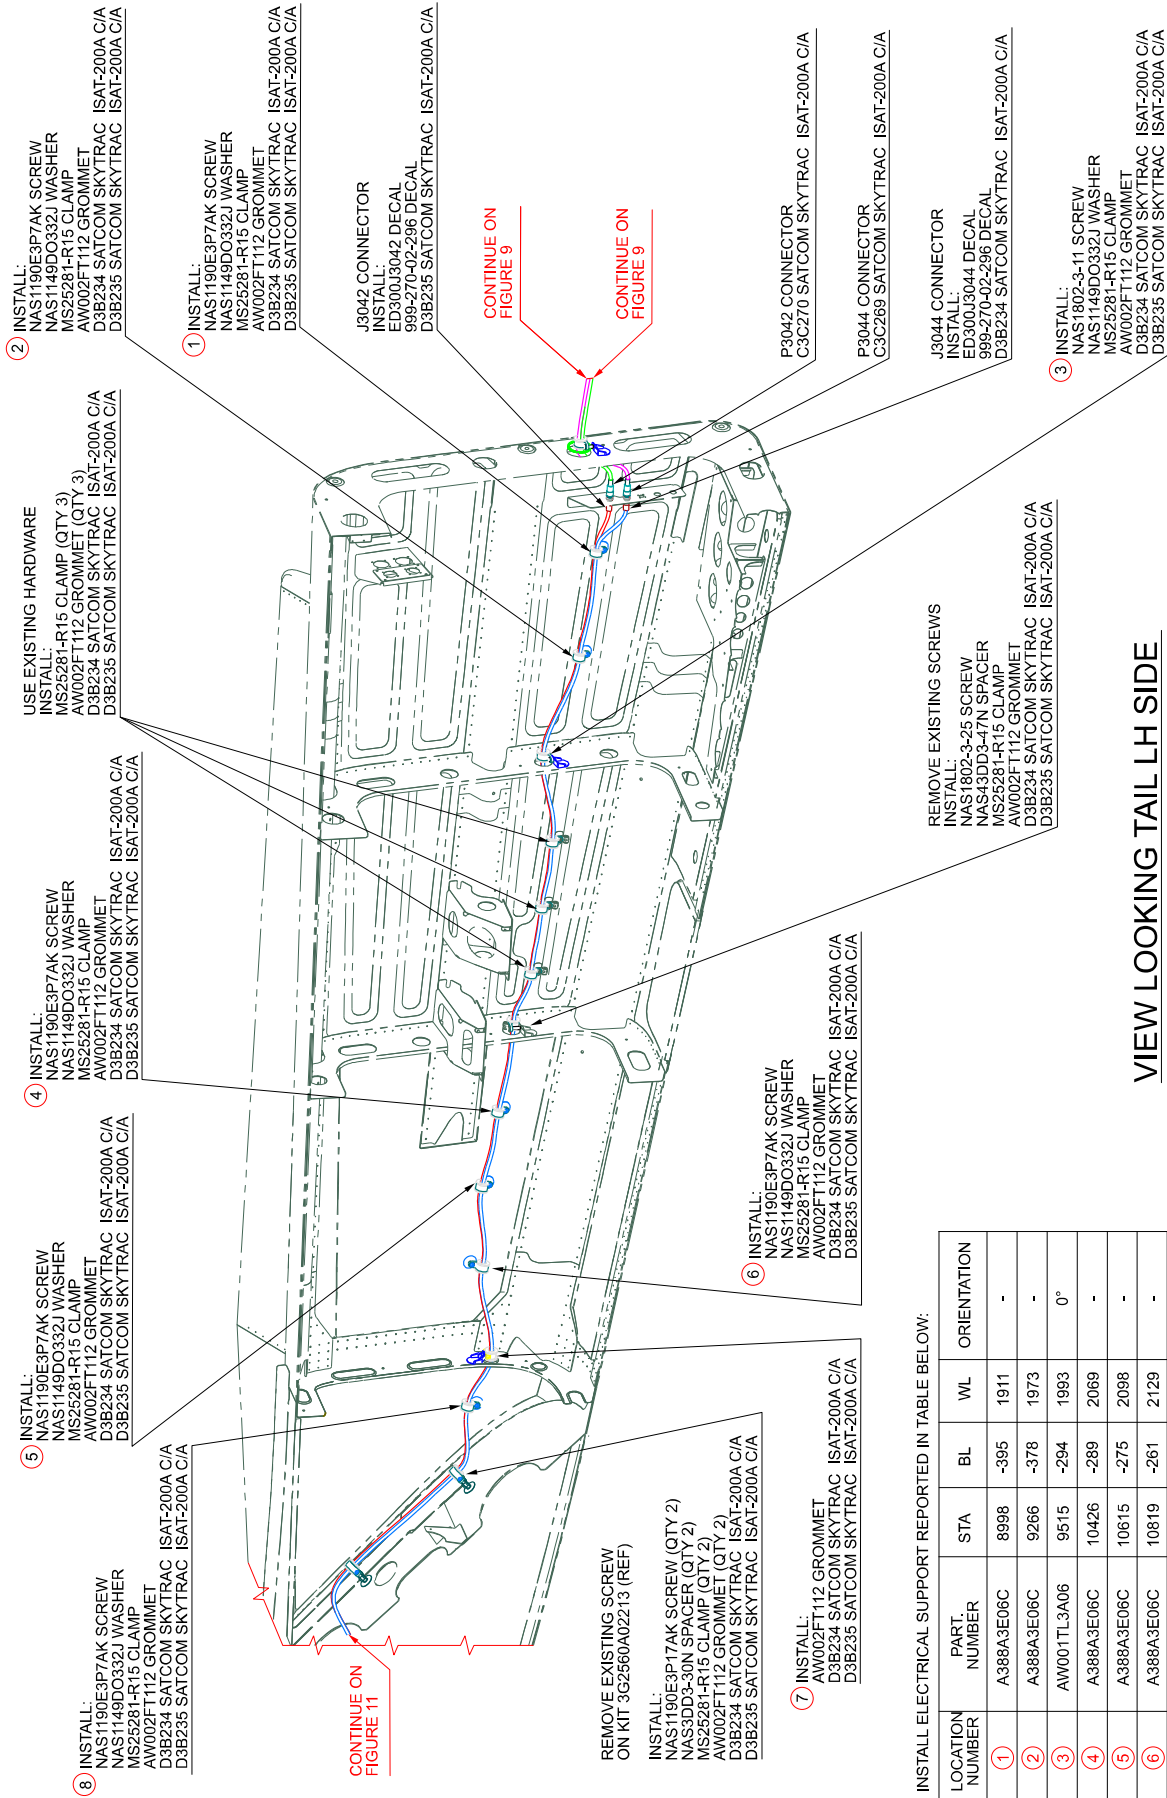 8 INSTALL:
NAS1190E3P7AK SCREW
NAS1149DO332J WASHER
MS25281-R15 CLAMP
AW002FT112 GROMMET
D3B234 SATCOM SKYTRAC ISAT-200A C/A
D3B235 SATCOM SKYTRAC ISAT-200A C/A
5 INSTALL:
NAS1190E3P7AK SCREW
NAS1149DO332J WASHER
MS25281-R15 CLAMP
AW002FT112 GROMMET
D3B234 SATCOM SKYTRAC ISAT-200A C/A
D3B235 SATCOM SKYTRAC ISAT-200A C/A
4 INSTALL:
NAS1190E3P7AK SCREW
NAS1149DO332J WASHER
MS25281-R15 CLAMP
AW002FT112 GROMMET
D3B234 SATCOM SKYTRAC ISAT-200A C/A
D3B235 SATCOM SKYTRAC ISAT-200A C/A
USE EXISTING HARDWARE
INSTALL:
MS25281-R15 CLAMP (QTY 3)
AW002FT112 GROMMET (QTY 3)
D3B234 SATCOM SKYTRAC ISAT-200A C/A
D3B235 SATCOM SKYTRAC ISAT-200A C/A
2 INSTALL:
NAS1190E3P7AK SCREW
NAS1149DO332J WASHER
MS25281-R15 CLAMP
AW002FT112 GROMMET
D3B234 SATCOM SKYTRAC ISAT-200A C/A
D3B235 SATCOM SKYTRAC ISAT-200A C/A
1 INSTALL:
NAS1190E3P7AK SCREW
NAS1149DO332J WASHER
MS25281-R15 CLAMP
AW002FT112 GROMMET
D3B234 SATCOM SKYTRAC ISAT-200A C/A
D3B235 SATCOM SKYTRAC ISAT-200A C/A
J3042 CONNECTOR
INSTALL:
ED300J3042 DECAL
999-270-02-296 DECAL
D3B235 SATCOM SKYTRAC ISAT-200A C/A
CONTINUE ON
FIGURE 9
CONTINUE ON
FIGURE 9
P3042 CONNECTOR
C3C270 SATCOM SKYTRAC ISAT-200A C/A
P3044 CONNECTOR
C3C269 SATCOM SKYTRAC ISAT-200A C/A
J3044 CONNECTOR
INSTALL:
ED300J3044 DECAL
999-270-02-296 DECAL
D3B234 SATCOM SKYTRAC ISAT-200A C/A
3 INSTALL:
NAS1802-3-11 SCREW
NAS1149DO332J WASHER
MS25281-R15 CLAMP
AW002FT112 GROMMET
D3B234 SATCOM SKYTRAC ISAT-200A C/A
D3B235 SATCOM SKYTRAC ISAT-200A C/A
REMOVE EXISTING SCREWS
INSTALL:
NAS1802-3-25 SCREW
NAS43DD3-47N SPACER
MS25281-R15 CLAMP
AW002FT112 GROMMET
D3B234 SATCOM SKYTRAC ISAT-200A C/A
D3B235 SATCOM SKYTRAC ISAT-200A C/A
6 INSTALL:
NAS1190E3P7AK SCREW
NAS1149DO332J WASHER
MS25281-R15 CLAMP
AW002FT112 GROMMET
D3B234 SATCOM SKYTRAC ISAT-200A C/A
D3B235 SATCOM SKYTRAC ISAT-200A C/A
CONTINUE ON
FIGURE 11
REMOVE EXISTING SCREW
ON KIT 3G2560A02213 (REF)
INSTALL:
NAS1190E3P17AK SCREW (QTY 2)
NAS3DD3-30N SPACER (QTY 2)
MS25281-R15 CLAMP (QTY 2)
AW002FT112 GROMMET (QTY 2)
D3B234 SATCOM SKYTRAC ISAT-200A C/A
D3B235 SATCOM SKYTRAC ISAT-200A C/A
7 INSTALL:
AW002FT112 GROMMET
D3B234 SATCOM SKYTRAC ISAT-200A C/A
D3B235 SATCOM SKYTRAC ISAT-200A C/A
INSTALL ELECTRICAL SUPPORT REPORTED IN TABLE BELOW:
LOCATION NUMBER PART. NUMBER STA BL WL ORIENTATION
1 A388A3E06C 8998 -395 1911 -
2 A388A3E06C 9266 -378 1973 -
3 AW001TL3A06 9515 -294 1993 0°
4 A388A3E06C 10426 -289 2069 -
5 A388A3E06C 10615 -275 2098 -
6 A388A3E06C 10819 -261 2129 -
VIEW LOOKING TAIL LH SIDE